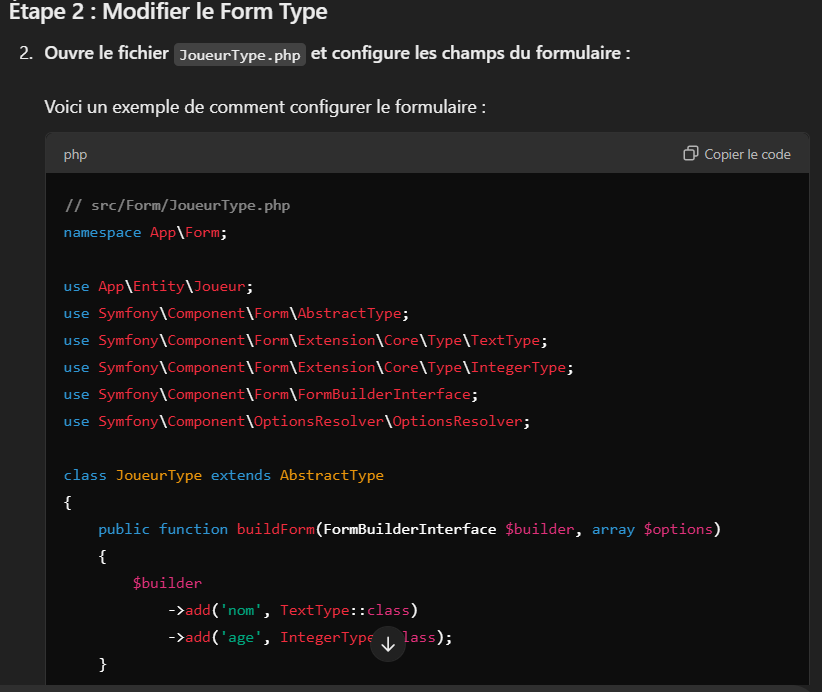 Étape 2 : Modifier le Form Type
2. Ouvre le fichier JoueurType.php et configure les champs du formulaire :
Voici un exemple de comment configurer le formulaire :
php
Copier le code
// src/Form/JoueurType.php
namespace App\Form;
use App\Entity\Joueur;
use Symfony\Component\Form\AbstractType;
use Symfony\Component\Form\Extension\Core\Type\TextType;
use Symfony\Component\Form\Extension\Core\Type\IntegerType;
use Symfony\Component\Form\FormBuilderInterface;
use Symfony\Component\OptionsResolver\OptionsResolver;
class JoueurType extends AbstractType
{
public function buildForm(FormBuilderInterface $builder, array $options)
{
$builder
->add('nom', TextType::class)
->add('age', IntegerType lass);
}